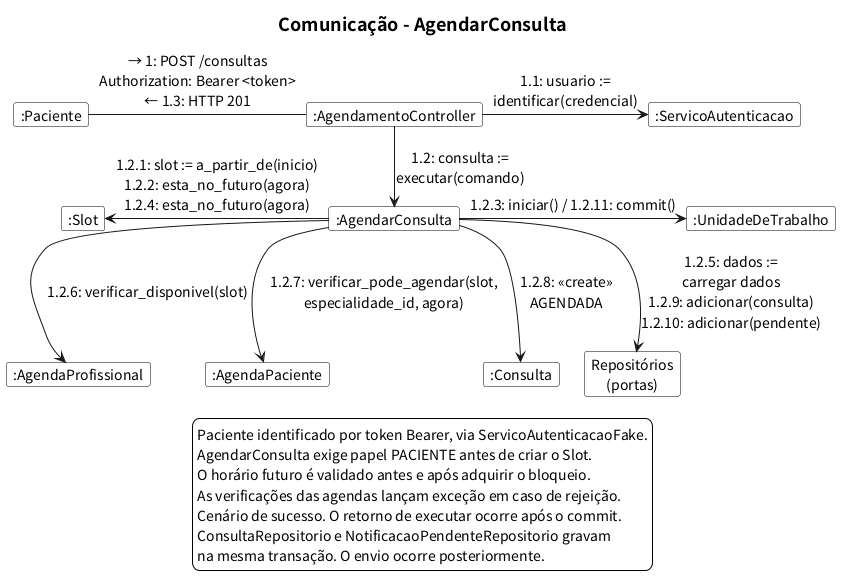 Comunicação - AgendarConsulta
→ 1: POST /consultas
Authorization: Bearer <token>
← 1.3: HTTP 201
1.1: usuario :=
identificar(credencial)
:Paciente
:AgendamentoController
:ServicoAutenticacao
1.2: consulta :=
executar(comando)
1.2.1: slot := a_partir_de(inicio)
1.2.2: esta_no_futuro(agora)
1.2.4: esta_no_futuro(agora)
1.2.3: iniciar() / 1.2.11: commit()
:Slot
:AgendarConsulta
:UnidadeDeTrabalho
1.2.6: verificar_disponivel(slot)
1.2.7: verificar_pode_agendar(slot,
especialidade_id, agora)
1.2.8: «create»
AGENDADA
1.2.5: dados :=
carregar dados
1.2.9: adicionar(consulta)
1.2.10: adicionar(pendente)
:AgendaProfissional
:AgendaPaciente
:Consulta
Repositórios
(portas)
Paciente identificado por token Bearer, via ServicoAutenticacaoFake.
AgendarConsulta exige papel PACIENTE antes de criar o Slot.
O horário futuro é validado antes e após adquirir o bloqueio.
As verificações das agendas lançam exceção em caso de rejeição.
Cenário de sucesso. O retorno de executar ocorre após o commit.
ConsultaRepositorio e NotificacaoPendenteRepositorio gravam
na mesma transação. O envio ocorre posteriormente.